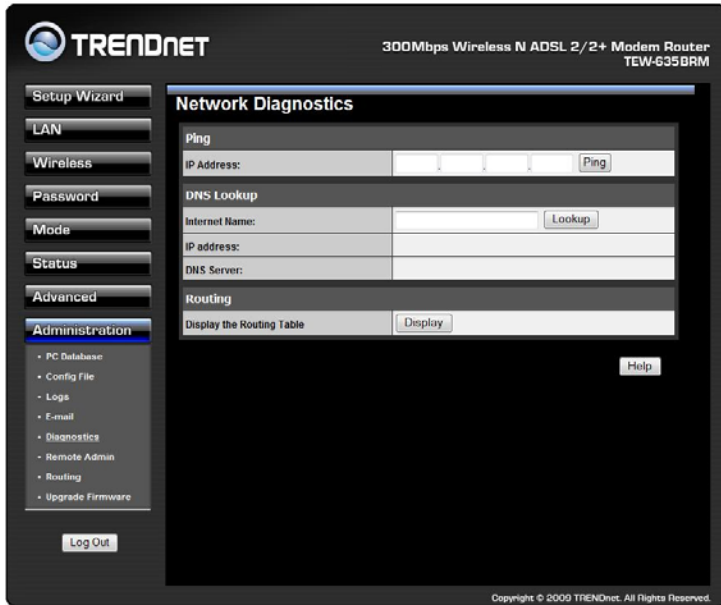 TRENDNET
300Mbps Wireless N ADSL 2/2+ Modem Router
TEW-635BRM
Setup Wizard
LAN
Wireless
Password
Mode
Status
Advanced
Administration
• PC Database
• Config File
• Logs
• E-mail
• Diagnostics
• Remote Admin
• Routing
• Upgrade Firmware
Log Out
Network Diagnostics
Ping
IP Address: . . . Ping
DNS Lookup
Internet Name: Lookup
IP address:
DNS Server:
Routing
Display the Routing Table Display
Help
Copyright © 2009 TRENDnet. All Rights Reserved.